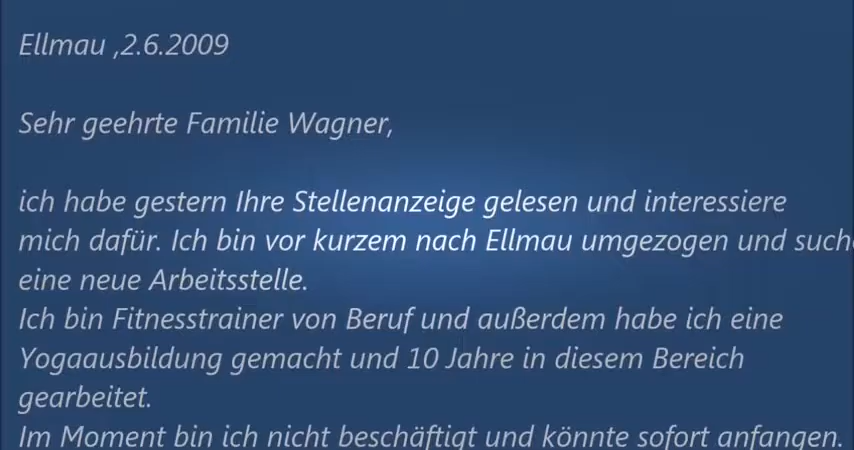 Ellmau ,2.6.2009
Sehr geehrte Familie Wagner,
ich habe gestern Ihre Stellenanzeige gelesen und interessiere
mich dafür. Ich bin vor kurzem nach Ellmau umgezogen und suche
eine neue Arbeitsstelle.
Ich bin Fitnesstrainer von Beruf und außerdem habe ich eine
Yogaausbildung gemacht und 10 Jahre in diesem Bereich
gearbeitet.
Im Moment bin ich nicht beschäftigt und könnte sofort anfangen.